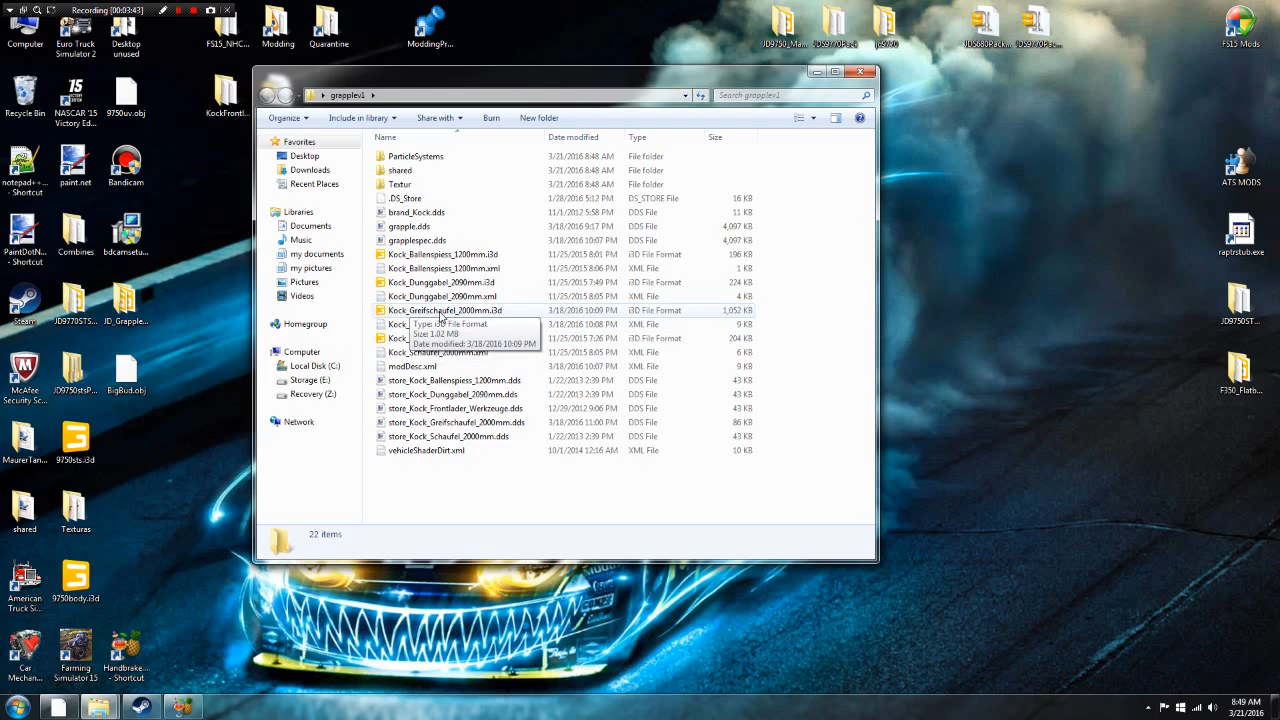 Recording [00:03:43]
Computer
Euro Truck Simulator 2
Desktop unused
FS15_NHC...
Modding
Quarantine
ModdingPr...
JD9750_Ma...
JDS9770Pack
JDS680Pack...
JDS9770Pac...
FS15 Mods
Recycle Bin
NASCAR '15 Victory Ed...
9750uv.obj
KockFrontl...
notepad++ - Shortcut
paint.net
Bandicam
ATS MODS
PaintDotN... - Shortcut
Combines
bdcamsetu...
raptrstub.exe
Steam
JD9770STS...
JD_Grapple...
JD9750ST...
McAfee Security Sc...
JD9750stsP...
BigBud.obj
F350_Flatb...
MaurerTan...
9750sts.i3d
shared
Texturas
American Truck Si...
9750body.i3d
Car Mechan...
Farming Simulator 15
Handbrake... - Shortcut
grapplev1
Search grapplev1
Organize
Include in library
Share with
Burn
New folder
Favorites
Desktop
Downloads
Recent Places
Libraries
Documents
Music
my documents
my pictures
Pictures
Videos
Homegroup
Computer
Local Disk (C:)
Storage (E:)
Recovery (Z:)
Network
Name Date modified Type Size
ParticleSystems 3/21/2016 8:48 AM File folder
shared 3/21/2016 8:48 AM File folder
Textur 3/21/2016 8:48 AM File folder
.DS_Store 1/28/2016 5:12 PM DS_STORE File 16 KB
brand_Kock.dds 11/1/2012 5:58 PM DDS File 11 KB
grapple.dds 3/18/2016 9:17 PM DDS File 4,097 KB
grapplespec.dds 3/18/2016 10:07 PM DDS File 4,097 KB
Kock_Ballenspiess_1200mm.i3d 11/25/2015 8:01 PM i3D File Format 196 KB
Kock_Ballenspiess_1200mm.xml 11/25/2015 8:06 PM XML File 1 KB
Kock_Dunggabel_2090mm.i3d 11/25/2015 7:49 PM i3D File Format 224 KB
Kock_Dunggabel_2090mm.xml 11/25/2015 8:05 PM XML File 4 KB
Kock_Greifschaufel_2000mm.i3d 3/18/2016 10:09 PM i3D File Format 1,052 KB
Kock_ 3/18/2016 10:08 PM XML File 9 KB
Kock_ 11/25/2015 7:26 PM i3D File Format 204 KB
Kock_Schaufel_2000mm.xml 11/25/2015 8:05 PM XML File 6 KB
modDesc.xml 3/18/2016 10:07 PM XML File 9 KB
store_Kock_Ballenspiess_1200mm.dds 1/22/2013 2:39 PM DDS File 43 KB
store_Kock_Dunggabel_2090mm.dds 1/22/2013 2:39 PM DDS File 43 KB
store_Kock_Frontlader_Werkzeuge.dds 12/29/2012 9:06 PM DDS File 43 KB
store_Kock_Greifschaufel_2000mm.dds 3/18/2016 11:00 PM DDS File 86 KB
store_Kock_Schaufel_2000mm.dds 1/22/2013 2:39 PM DDS File 43 KB
vehicleShaderDirt.xml 10/1/2014 12:16 AM XML File 10 KB
Type: i3D File Format
Size: 1.02 MB
Date modified: 3/18/2016 10:09 PM
22 items
8:49 AM
3/21/2016